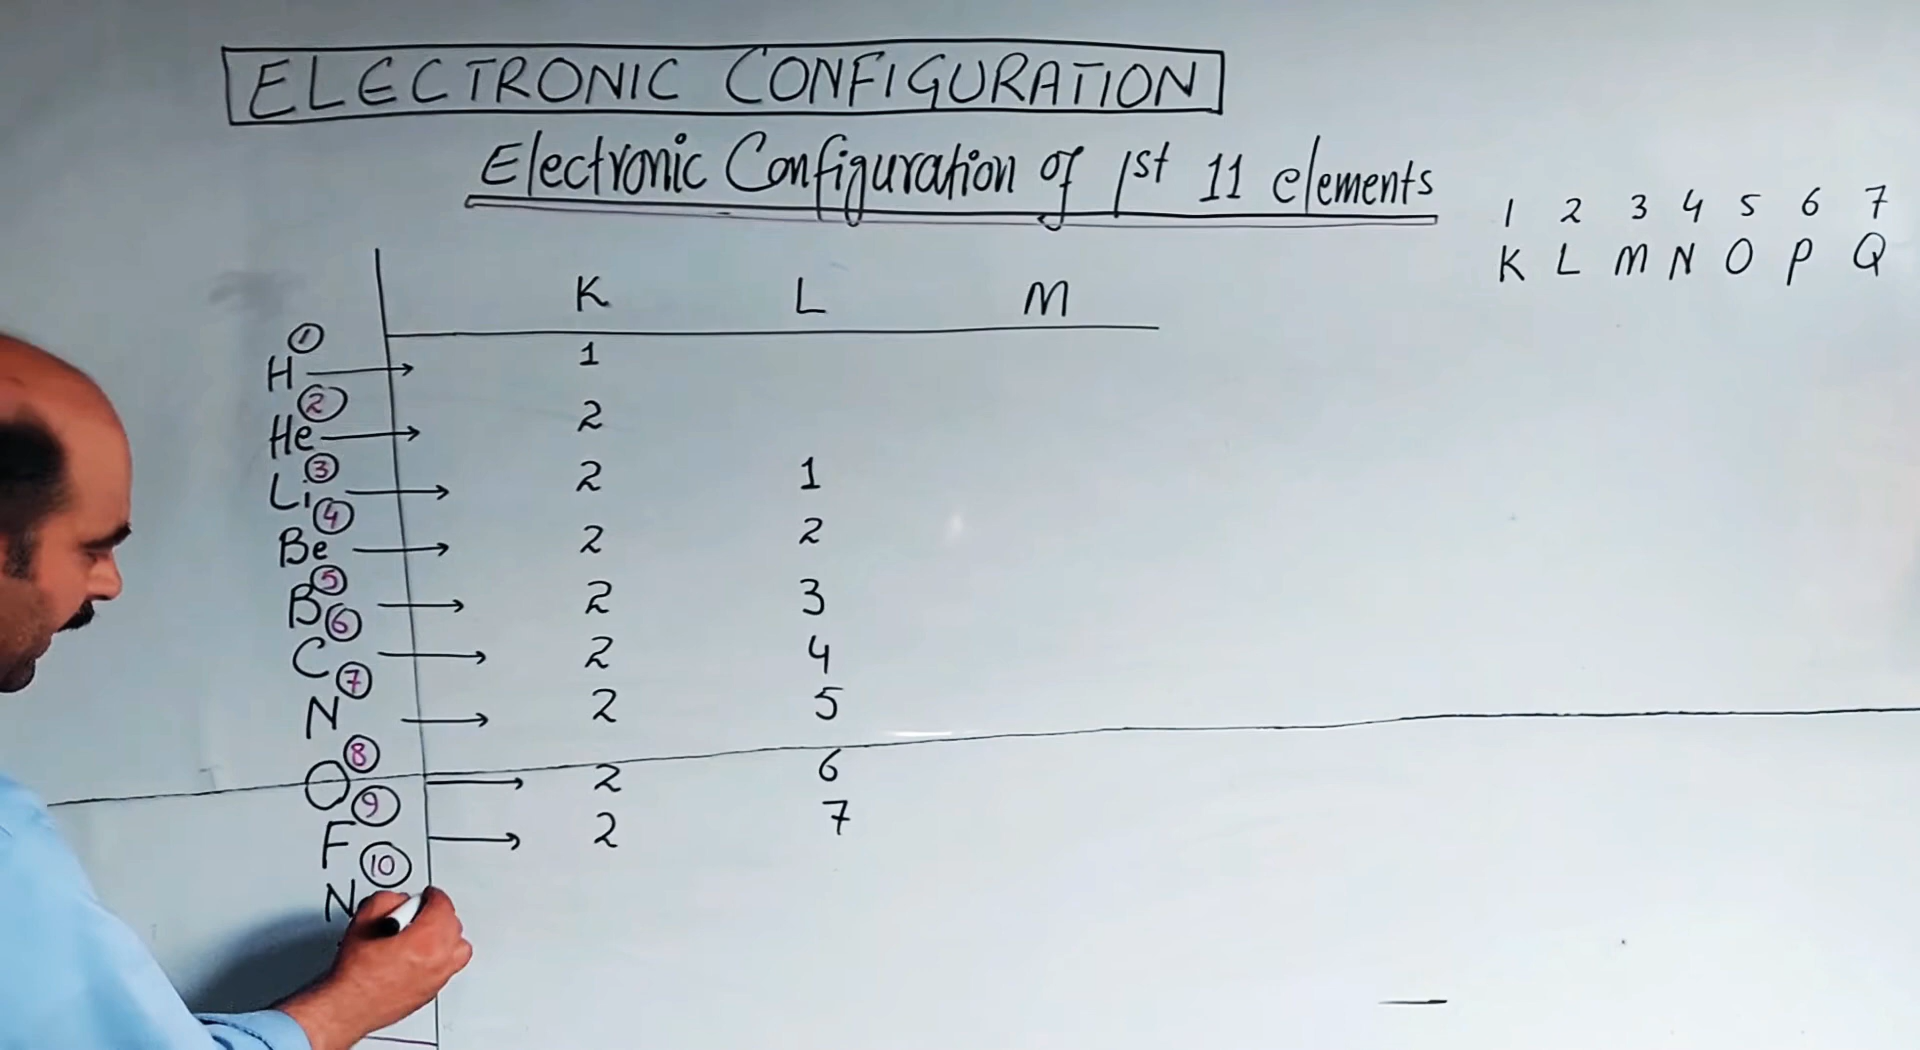 ELECTRONIC CONFIGURATION
Electronic Configuration of 1st 11 elements
1 2 3 4 5 6 7
K L M N O P Q
K L M
H 1 1
He 2 2
Li 3 2 1
Be 4 2 2
B 5 2 3
C 6 2 4
N 7 2 5
O 8 2 6
F 9 2 7
N 10